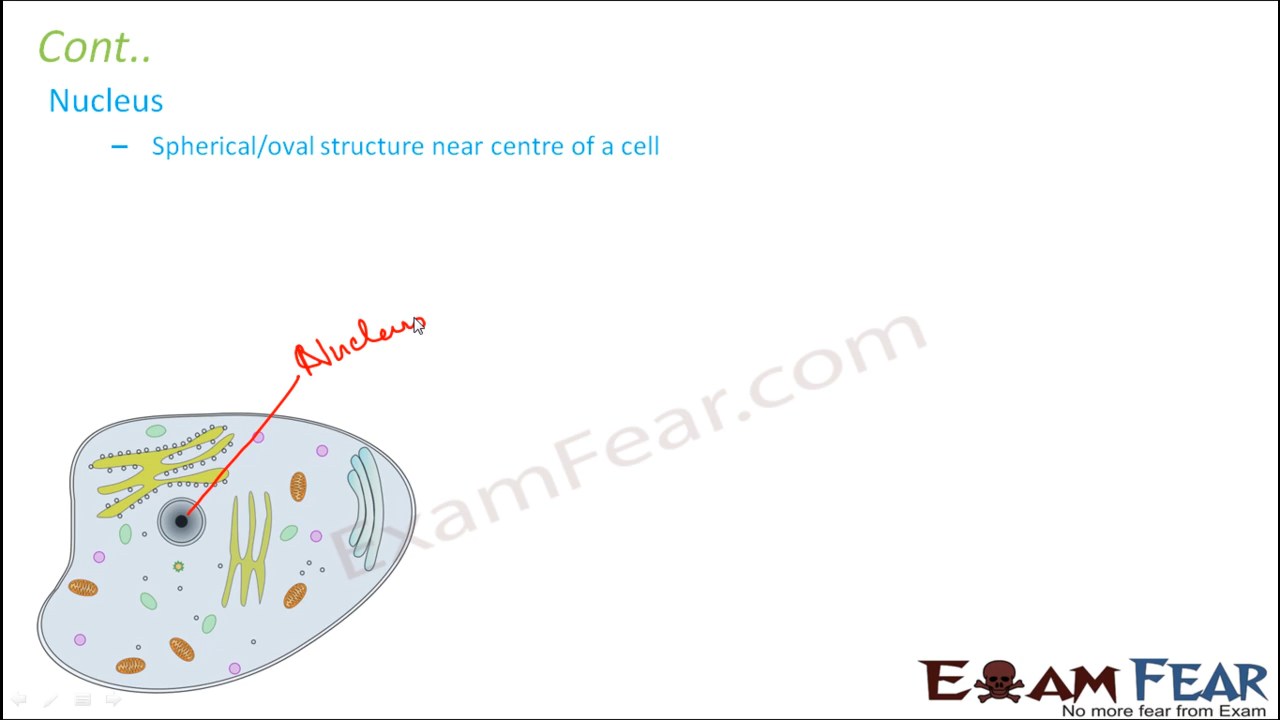 Cont..
Nucleus
– Spherical/oval structure near centre of a cell
Nucleus
ExamFear.com
EXAM FEAR
No more fear from Exam